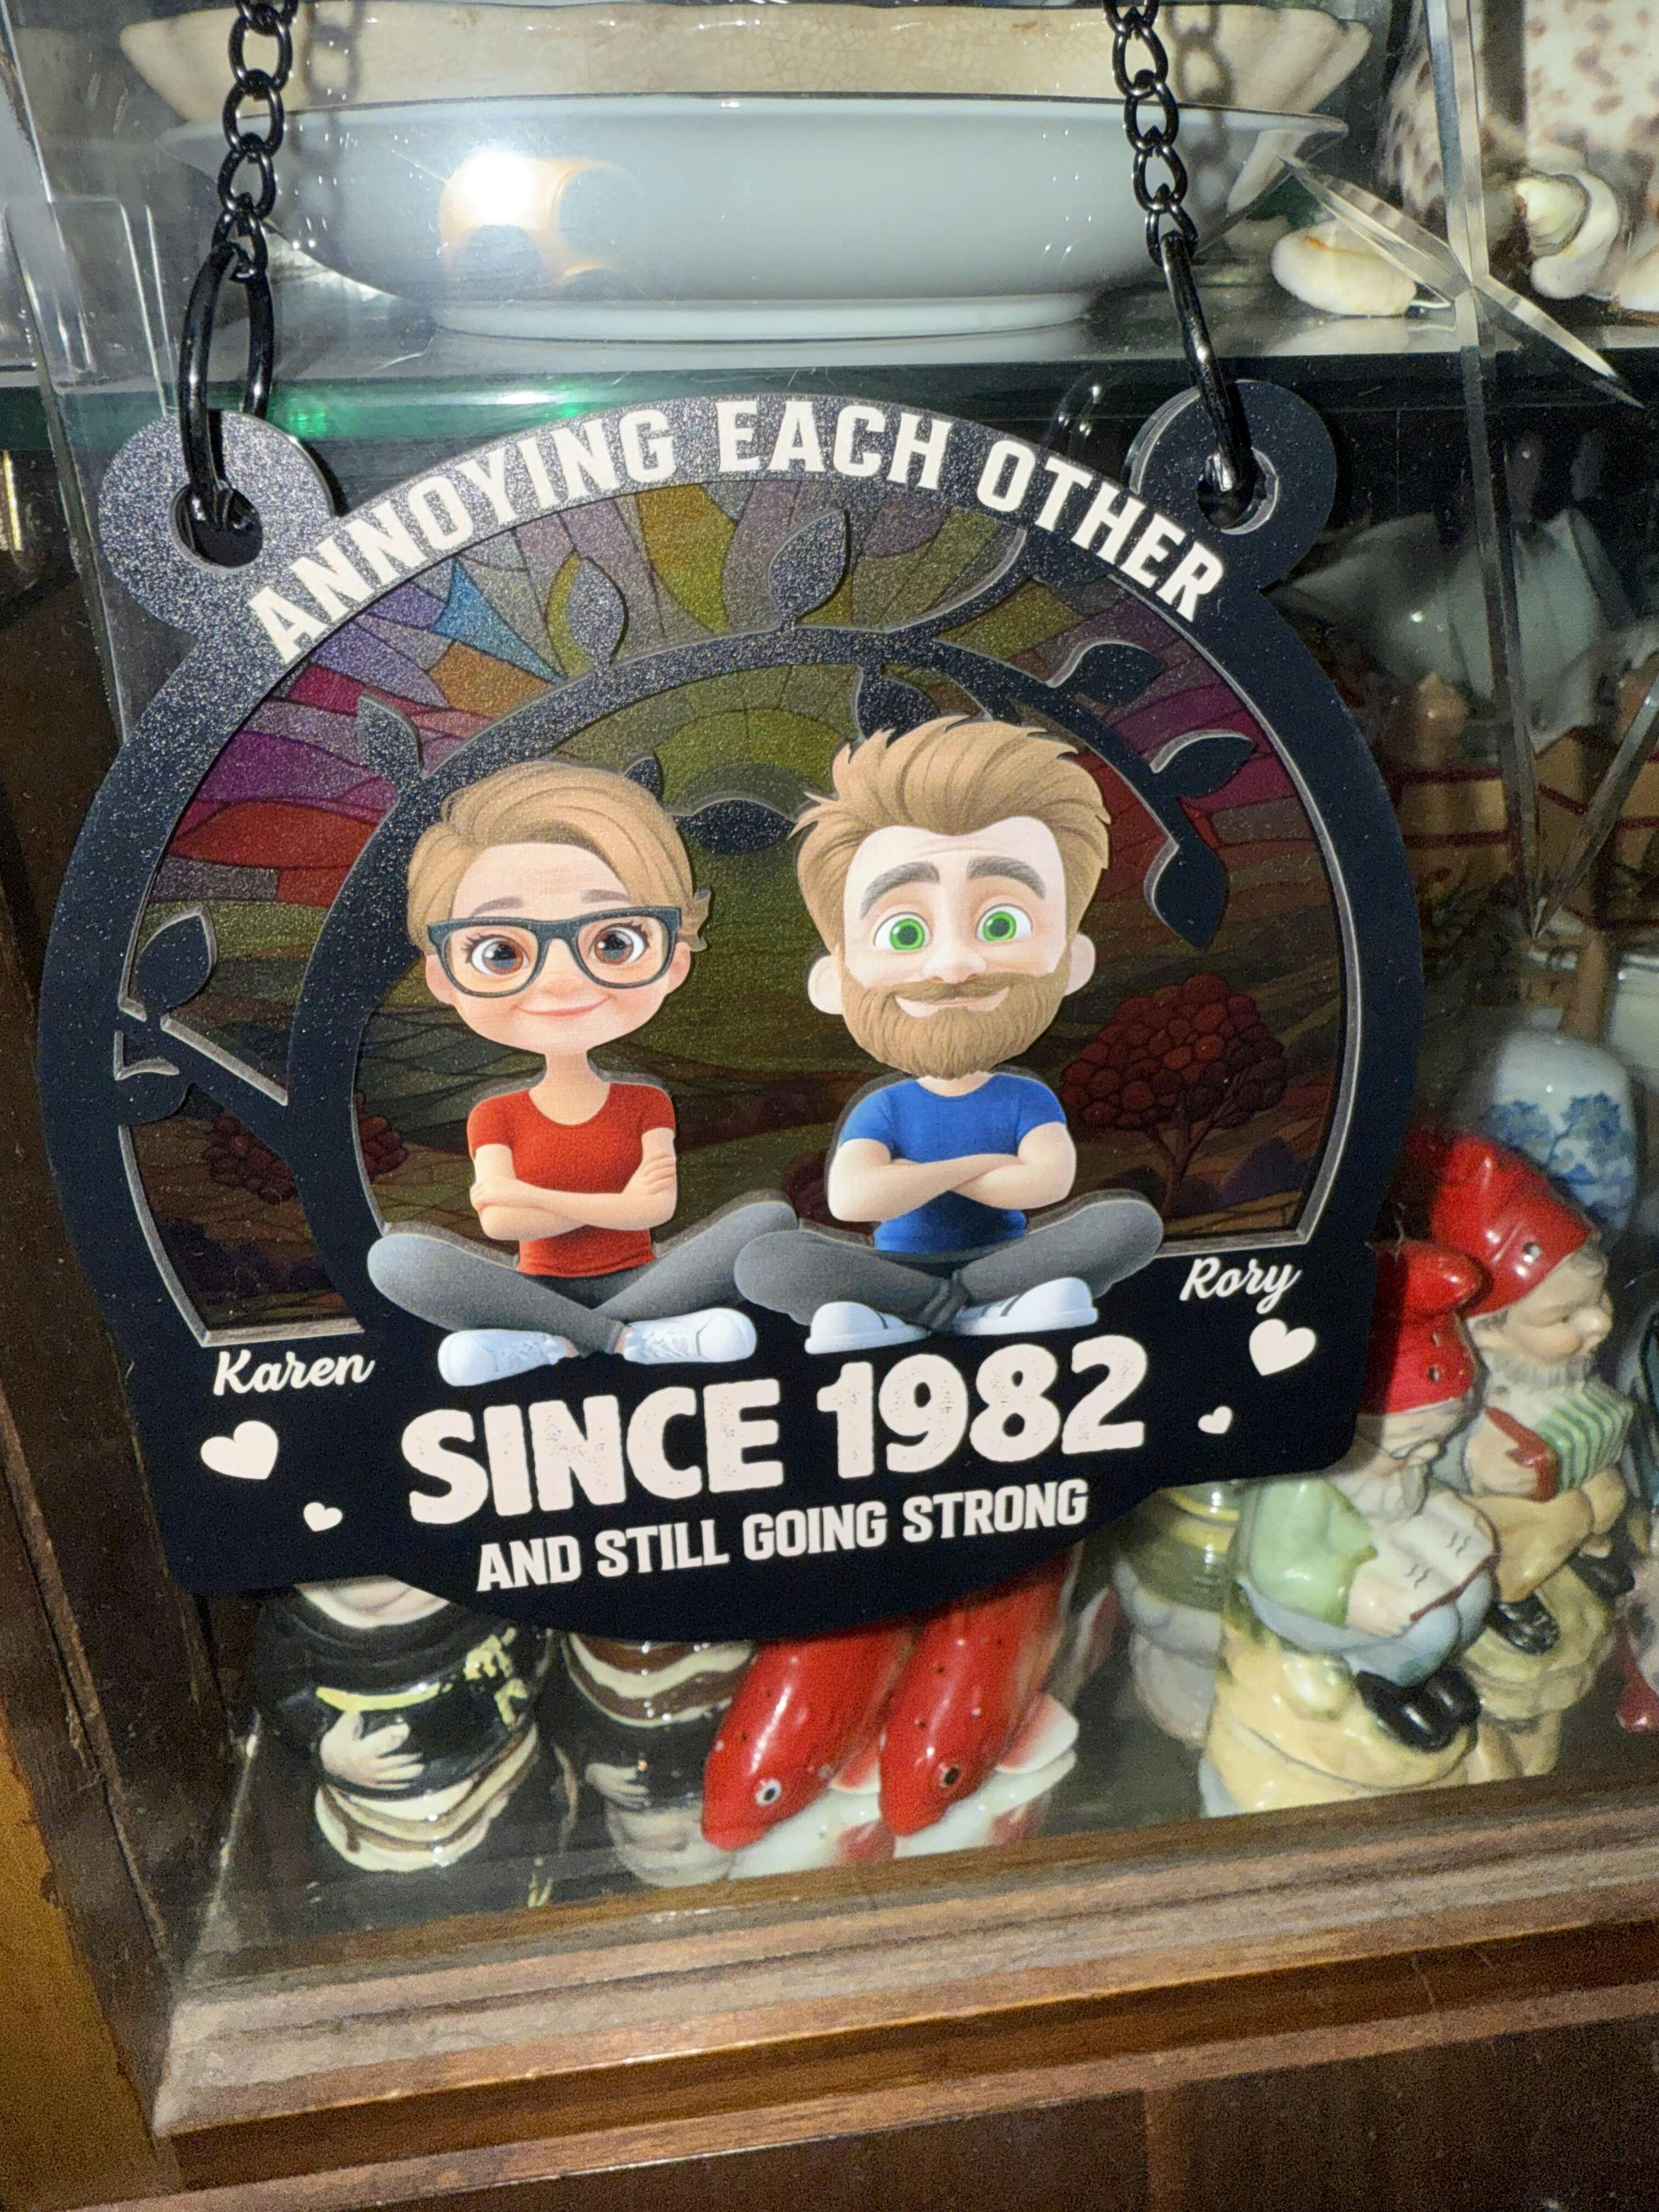 ANNOYING EACH OTHER
Rory
Karen
SINCE 1982
AND STILL GOING STRONG